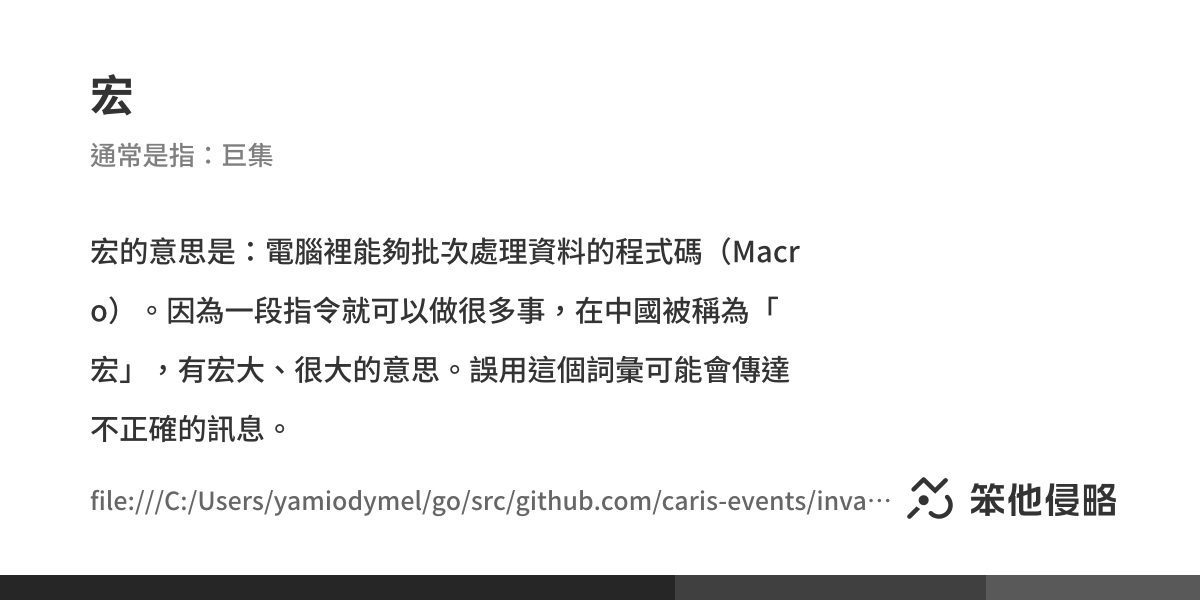 宏
通常是指：巨集
宏的意思是：電腦裡能夠批次處理資料的程式碼（Macr
o）。因為一段指令就可以做很多事，在中國被稱為「
宏」，有宏大、很大的意思。誤用這個詞彙可能會傳達
不正確的訊息。
file:///C:/Users/yamiodymel/go/src/github.com/caris-events/inva⋯
笨他侵略